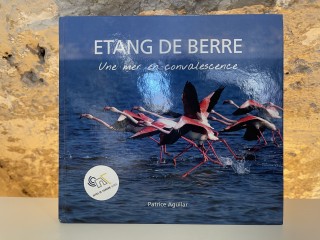 ETANG DE BERRE
Une mer en convalescence
Patrice Aguilar